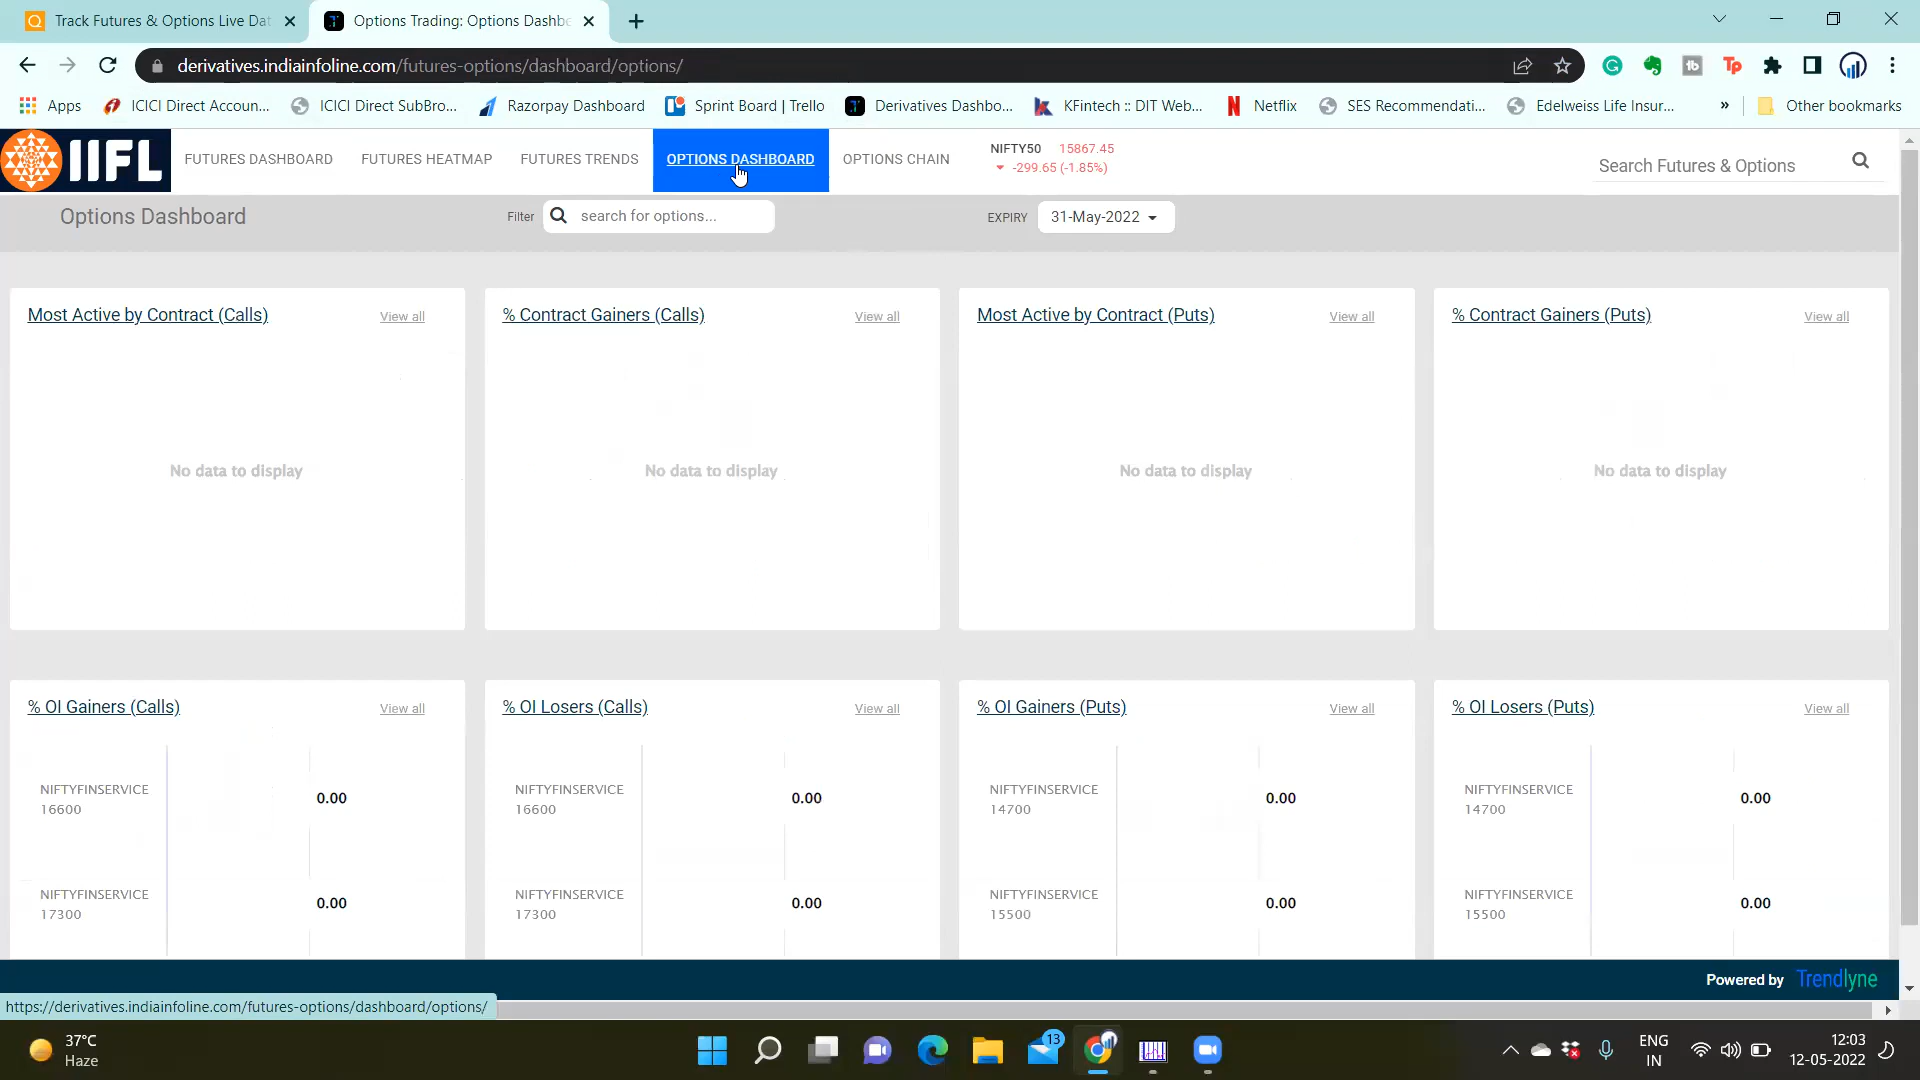 Track Futures & Options Live Dat
Options Trading: Options Dashbo
derivatives.indiainfoline.com/futures-options/dashboard/options/
Apps ICICI Direct Accoun... ICICI Direct SubBro... Razorpay Dashboard Sprint Board | Trello Derivatives Dashbo... KFintech :: DIT Web... Netflix SES Recommendati... Edelweiss Life Insur... » Other bookmarks
IIFL FUTURES DASHBOARD FUTURES HEATMAP FUTURES TRENDS OPTIONS DASHBOARD OPTIONS CHAIN
NIFTY50 15867.45
-299.65 (-1.85%)
Search Futures & Options
Options Dashboard Filter search for options... EXPIRY 31-May-2022
Most Active by Contract (Calls) View all
% Contract Gainers (Calls) View all
Most Active by Contract (Puts) View all
% Contract Gainers (Puts) View all
No data to display
No data to display
No data to display
No data to display
% OI Gainers (Calls) View all
% OI Losers (Calls) View all
% OI Gainers (Puts) View all
% OI Losers (Puts) View all
NIFTYFINSERVICE
16600
0.00
NIFTYFINSERVICE
16600
0.00
NIFTYFINSERVICE
14700
0.00
NIFTYFINSERVICE
14700
0.00
NIFTYFINSERVICE
17300
0.00
NIFTYFINSERVICE
17300
0.00
NIFTYFINSERVICE
15500
0.00
NIFTYFINSERVICE
15500
0.00
Powered by Trendlyne
https://derivatives.indiainfoline.com/futures-options/dashboard/options/
37°C
Haze
13
ENG
IN
12:03
12-05-2022